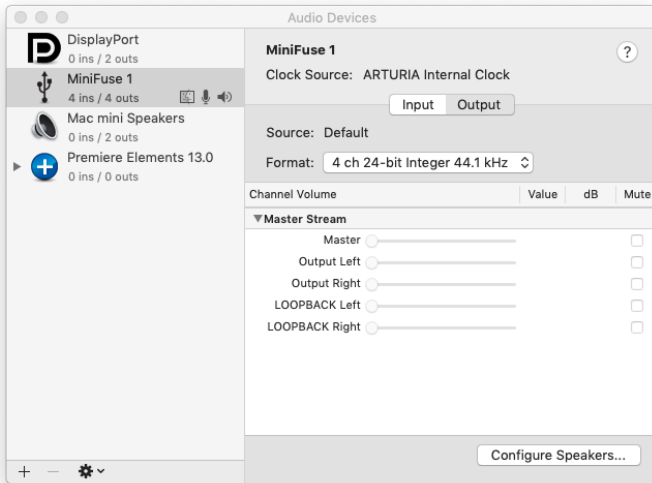 Audio Devices
DisplayPort
0 ins / 2 outs
MiniFuse 1
4 ins / 4 outs
Mac mini Speakers
0 ins / 2 outs
Premiere Elements 13.0
0 ins / 0 outs
MiniFuse 1
?
Clock Source: ARTURIA Internal Clock
Input Output
Source: Default
Format: 4 ch 24-bit Integer 44.1 kHz
Channel Volume Value dB Mute
Master Stream
Master
Output Left
Output Right
LOOPBACK Left
LOOPBACK Right
Configure Speakers...